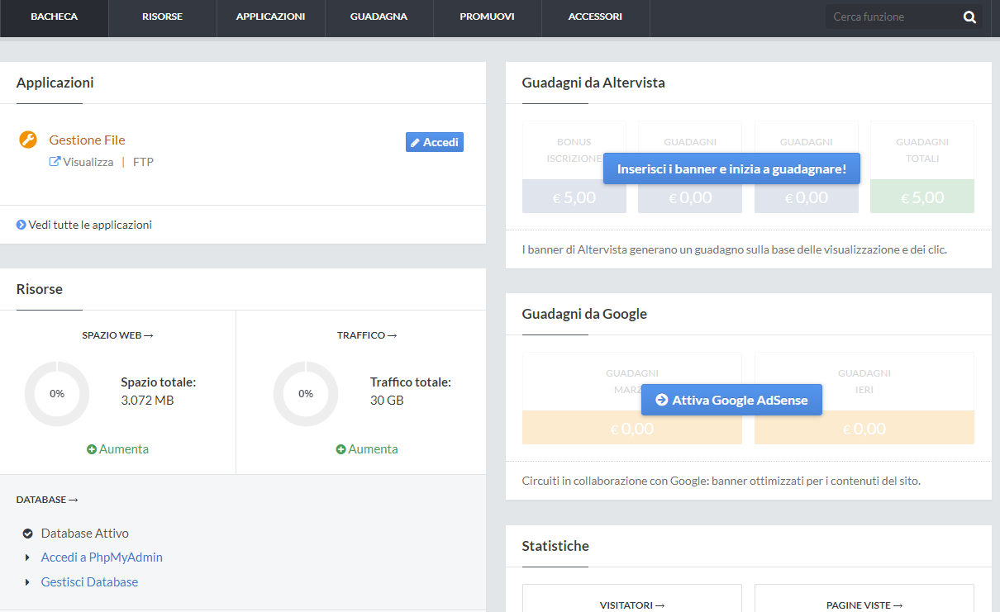 BACHECA RISORSE APPLICAZIONI GUADAGNA PROMUOVI ACCESSORI Cerca funzione
Applicazioni
Gestione File
Accedi
Visualizza | FTP
Vedi tutte le applicazioni
Risorse
SPAZIO WEB→
0%
Spazio totale:
3.072 MB
Aumenta
TRAFFICO→
0%
Traffico totale:
30 GB
Aumenta
DATABASE→
Database Attivo
Accedi a PhpMyAdmin
Gestisci Database
Guadagni da Altervista
BONUS
ISCRIZIONE
€ 5,00
GUADAGNI
€ 0,00
GUADAGNI
€ 0,00
GUADAGNI
TOTALI
€ 5,00
Inserisci i banner e inizia a guadagnare!
I banner di Altervista generano un guadagno sulla base delle visualizzazione e dei clic.
Guadagni da Google
GUADAGNI
€ 0,00
GUADAGNI
IERI
€ 0,00
Attiva Google AdSense
Circuiti in collaborazione con Google: banner ottimizzati per i contenuti del sito.
Statistiche
VISITATORI→
PAGINE VISTE→